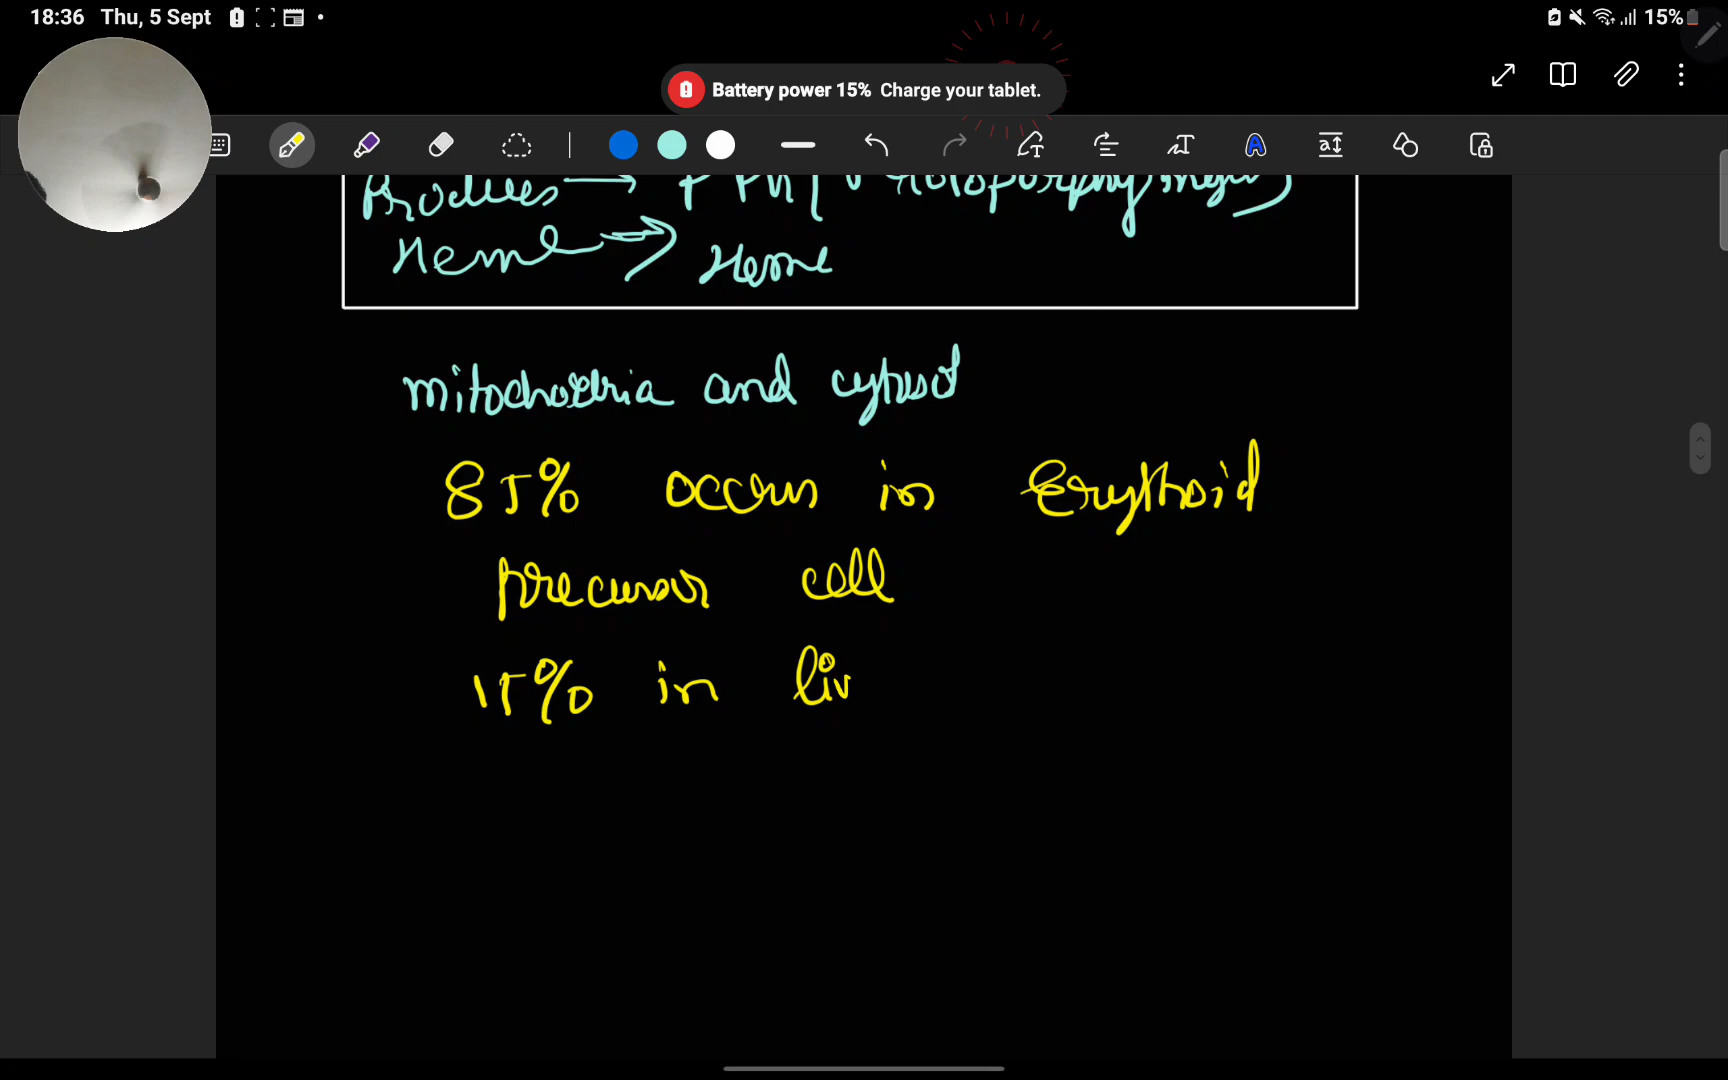 18:36 Thu, 5 Sept 15%
Battery power 15% Charge your tablet.
Produces →
Heme → Heme
and cytosol
85% occurs in Erythroid
precursor cell
15% in liv